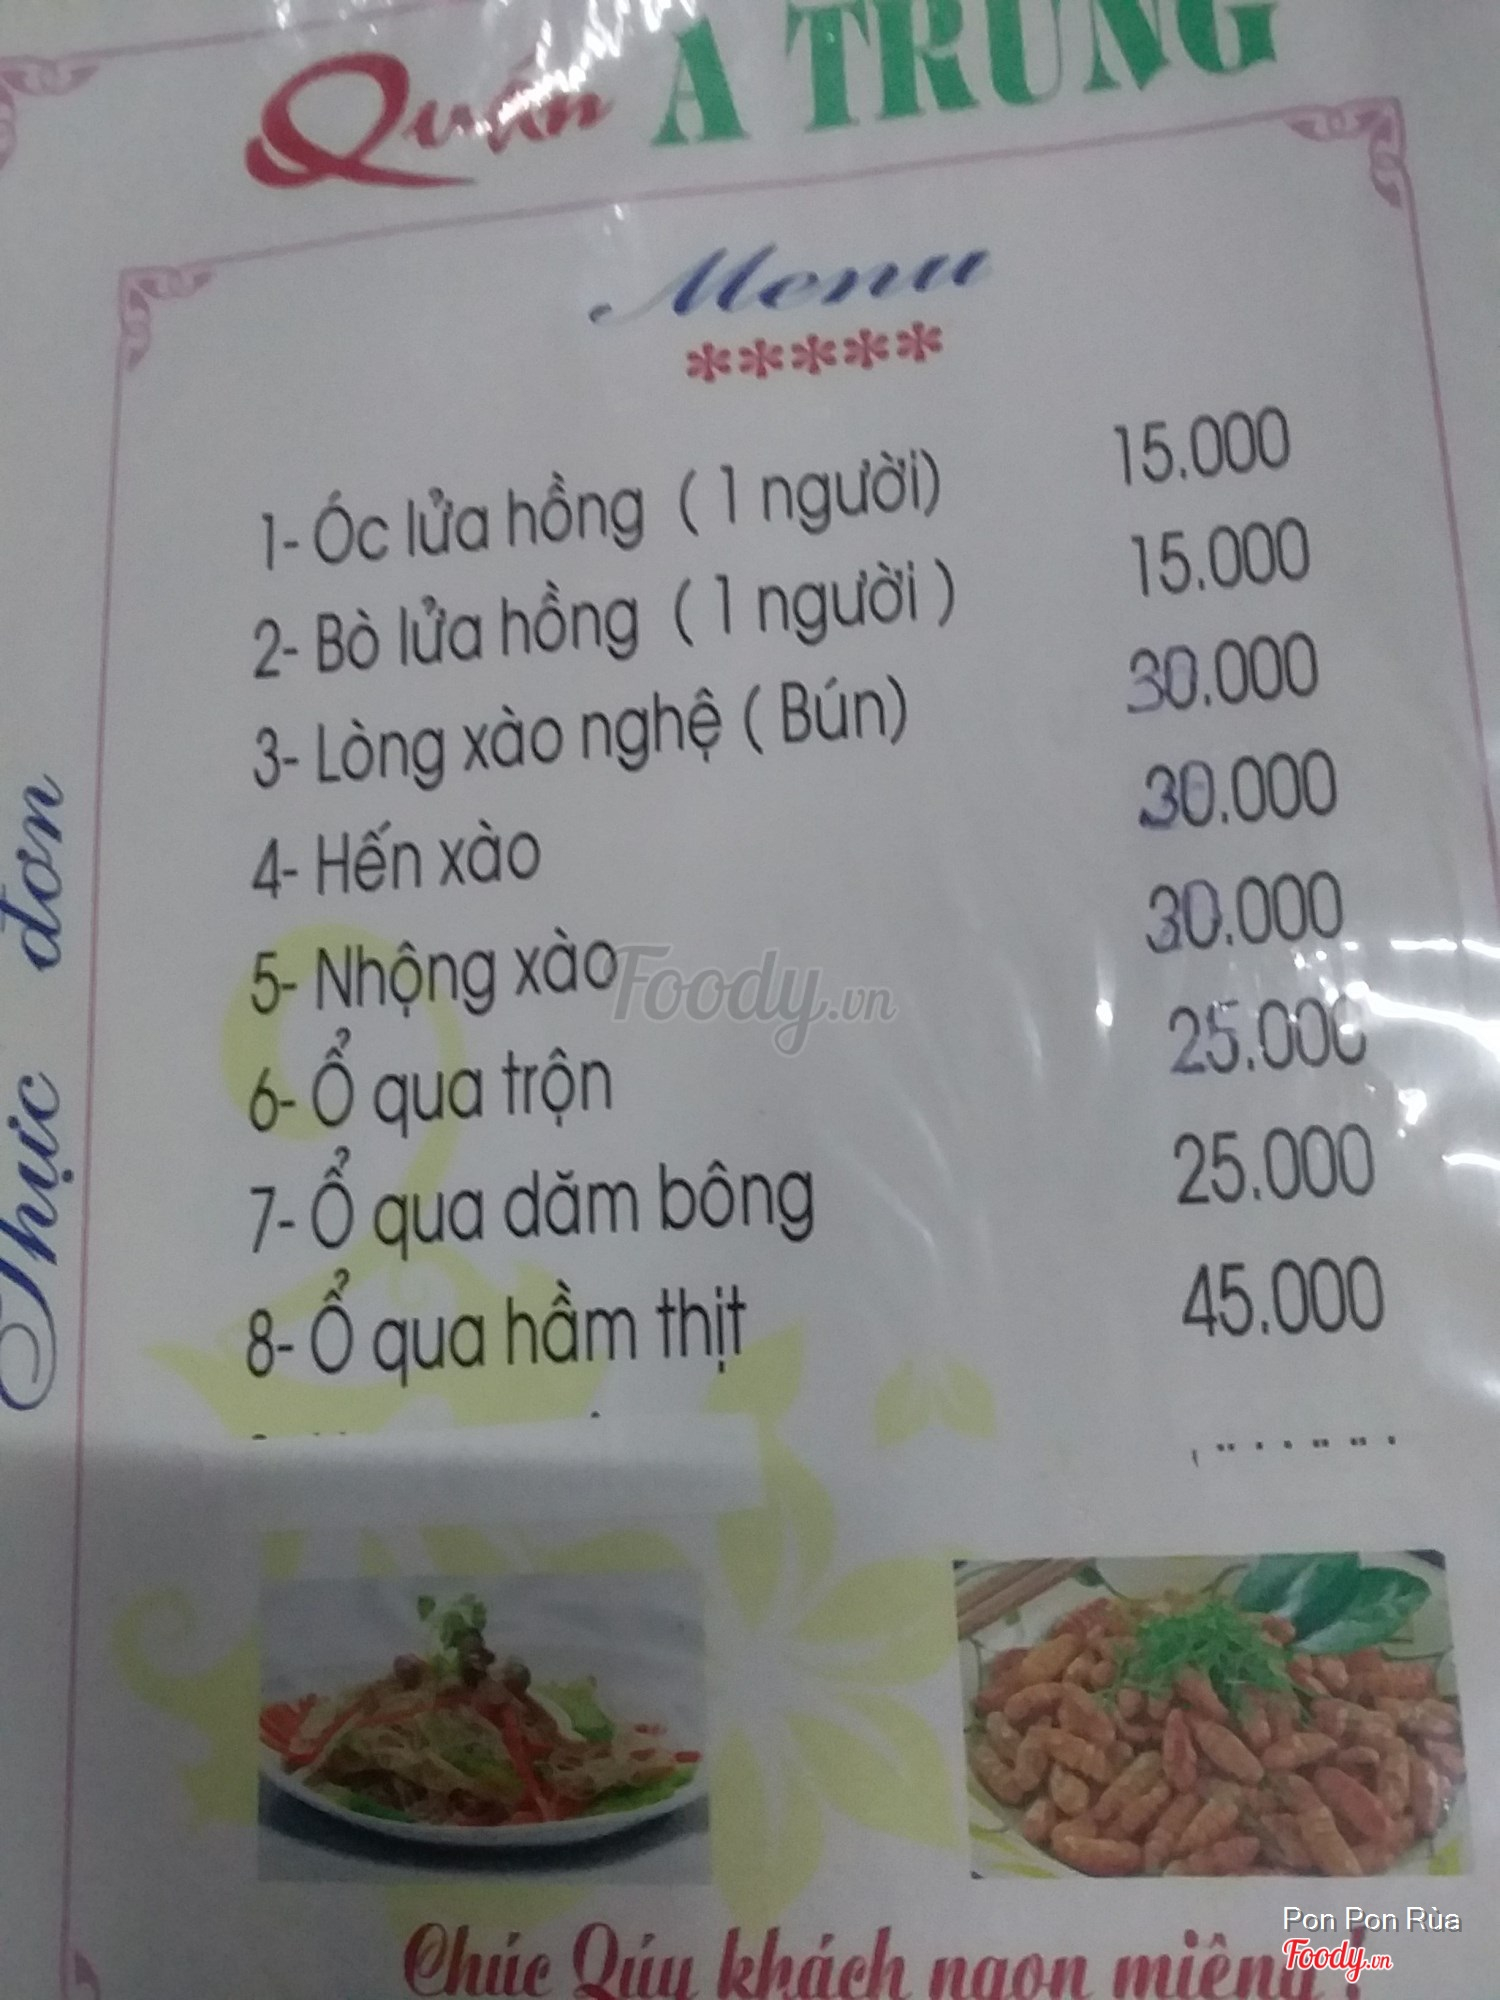 Quán A TRUNG
Menu
*****
1- Óc lửa hồng ( 1 người) 15.000
2- Bò lửa hồng ( 1 người ) 15.000
3- Lòng xào nghệ ( Bún) 30.000
4- Hến xào 30.000
5- Nhộng xào 30.000
6- Ổ qua trộn 25.000
7- Ổ qua dăm bông 25.000
8- Ổ qua hầm thịt 45.000
Thực đơn
Foody.vn
Chúc Qúy khách ngon miệng !
Pon Pon Rùa
Foody.vn